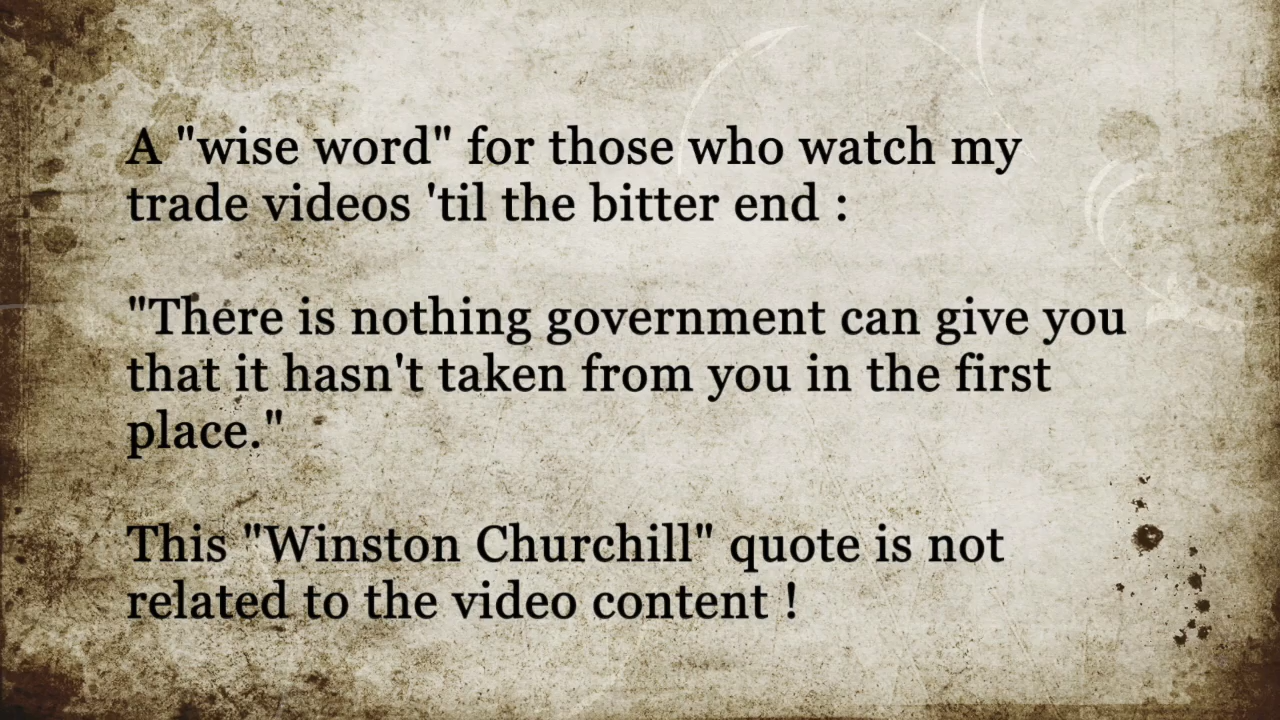 A "wise word" for those who watch my
trade videos 'til the bitter end :
"There is nothing government can give you
that it hasn't taken from you in the first
place."
This "Winston Churchill" quote is not
related to the video content !